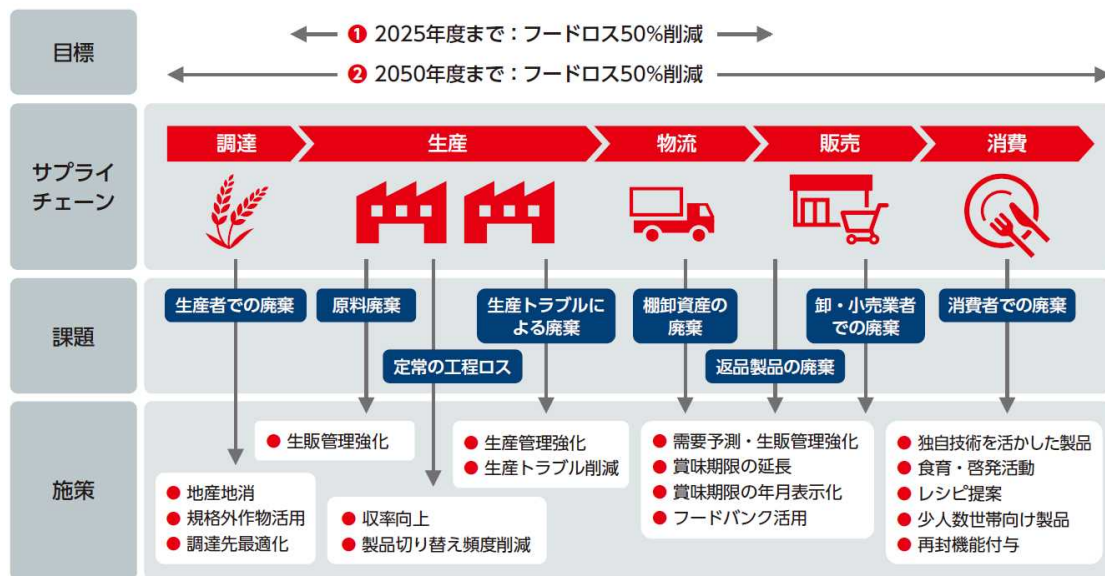 目標
❶ 2025年度まで：フードロス50%削減
❷ 2050年度まで：フードロス50%削減
サプライ
チェーン
調達
生産
物流
販売
消費
課題
生産者での廃棄
原料廃棄
定常の工程ロス
生産トラブルに
よる廃棄
棚卸資産の
廃棄
返品製品の廃棄
卸・小売業者
での廃棄
消費者での廃棄
施策
● 地産地消
● 規格外作物活用
● 調達先最適化
● 生販管理強化
● 収率向上
● 製品切り替え頻度削減
● 生産管理強化
● 生産トラブル削減
● 需要予測・生販管理強化
● 賞味期限の延長
● 賞味期限の年月表示化
● フードバンク活用
● 独自技術を活かした製品
● 食育・啓発活動
● レシピ提案
● 少人数世帯向け製品
● 再封機能付与